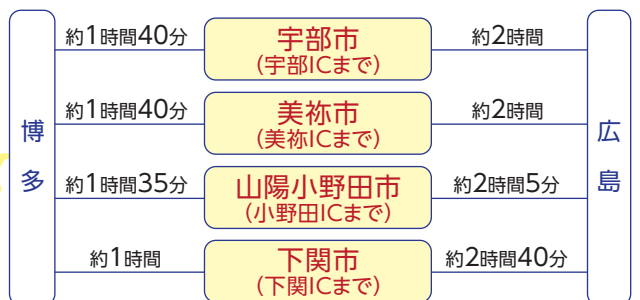 博多
約1時間40分
宇部市
(宇部ICまで)
約2時間
約1時間40分
美祢市
(美祢ICまで)
約2時間
約1時間35分
山陽小野田市
(小野田ICまで)
約2時間5分
約1時間
下関市
(下関ICまで)
約2時間40分
広島